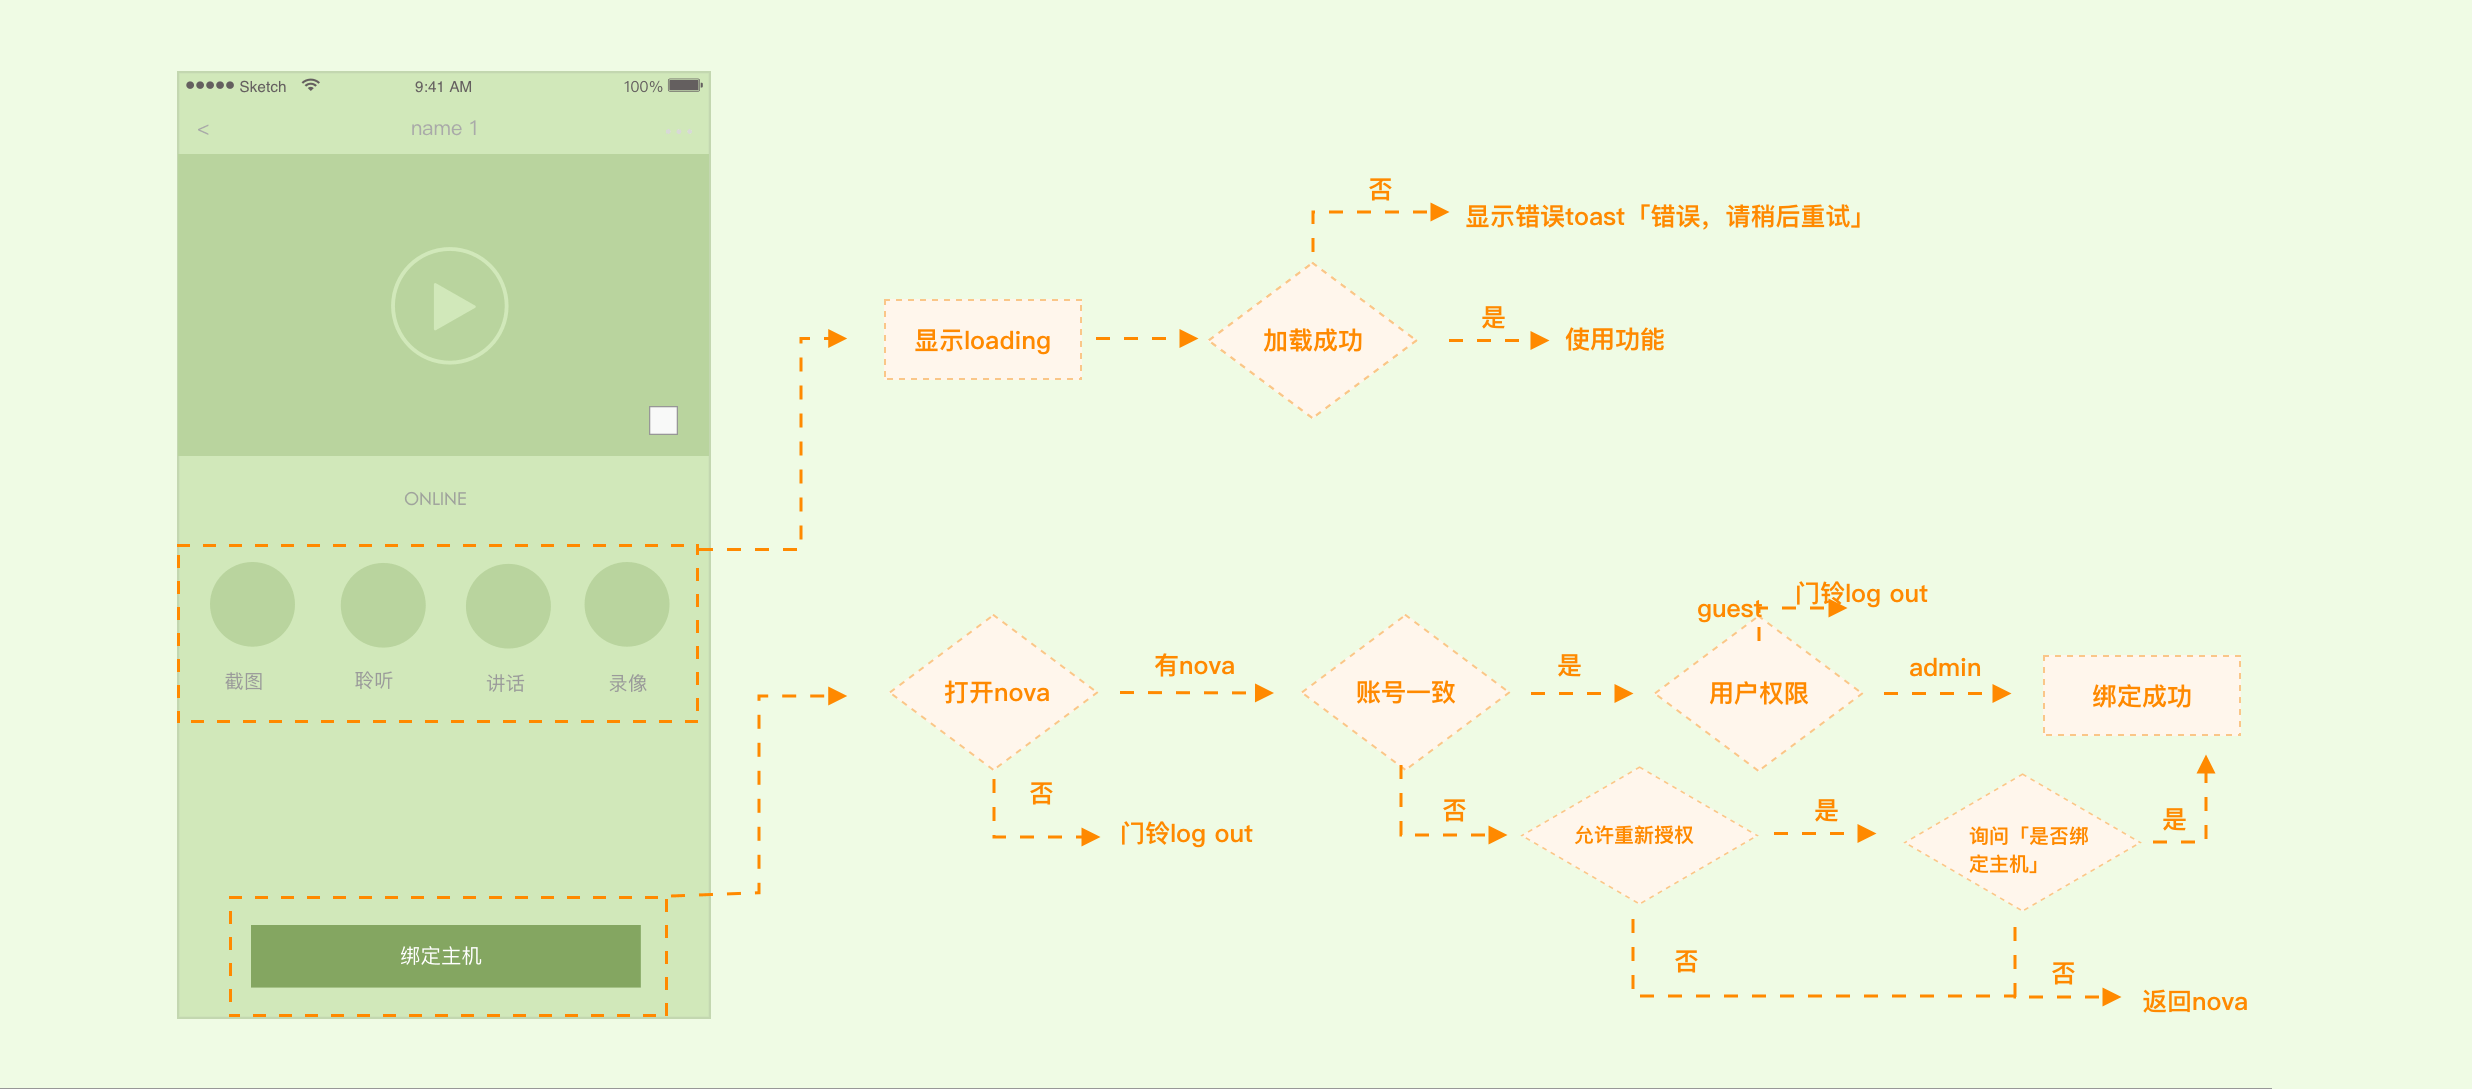 Sketch
9:41 AM
100%
<
name 1
...
ONLINE
截图
聆听
讲话
录像
绑定主机
否
显示错误toast「错误，请稍后重试」
显示loading
加载成功
是
使用功能
guest
门铃log out
打开nova
有nova
账号一致
是
用户权限
admin
绑定成功
否
门铃log out
否
允许重新授权
是
询问「是否绑
定主机」
是
否
否
返回nova